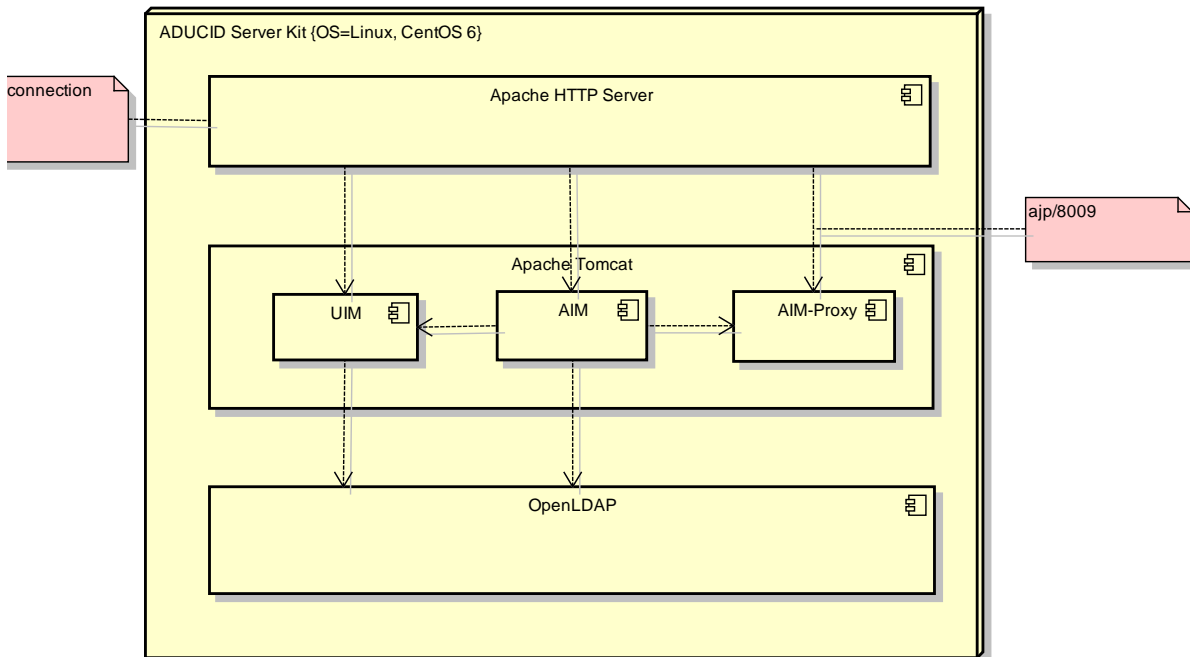 ADUCID Server Kit {OS=Linux, CentOS 6}
connection
Apache HTTP Server
ajp/8009
Apache Tomcat
UIM
AIM
AIM-Proxy
OpenLDAP